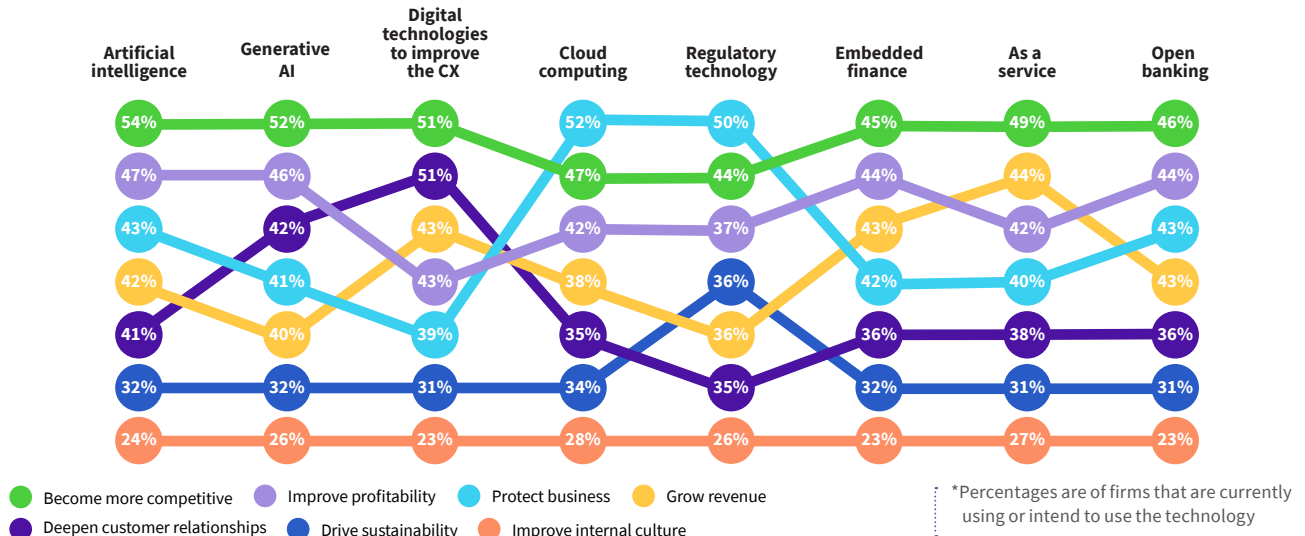 Artificial
intelligence
Generative
AI
Digital
technologies
to improve
the CX
Cloud
computing
Regulatory
technology
Embedded
finance
As a
service
Open
banking
54% 52% 51% 52% 50% 45% 49% 46%
47% 46% 51% 47% 44% 44% 44% 44%
43% 42% 43% 42% 37% 43% 42% 43%
42% 41% 43% 38% 36% 42% 40% 43%
41% 40% 39% 35% 36% 36% 38% 36%
32% 32% 31% 34% 35% 32% 31% 31%
24% 26% 23% 28% 26% 23% 27% 23%
Become more competitive Improve profitability Protect business Grow revenue
Deepen customer relationships Drive sustainability Improve internal culture
*Percentages are of firms that are currently
using or intend to use the technology